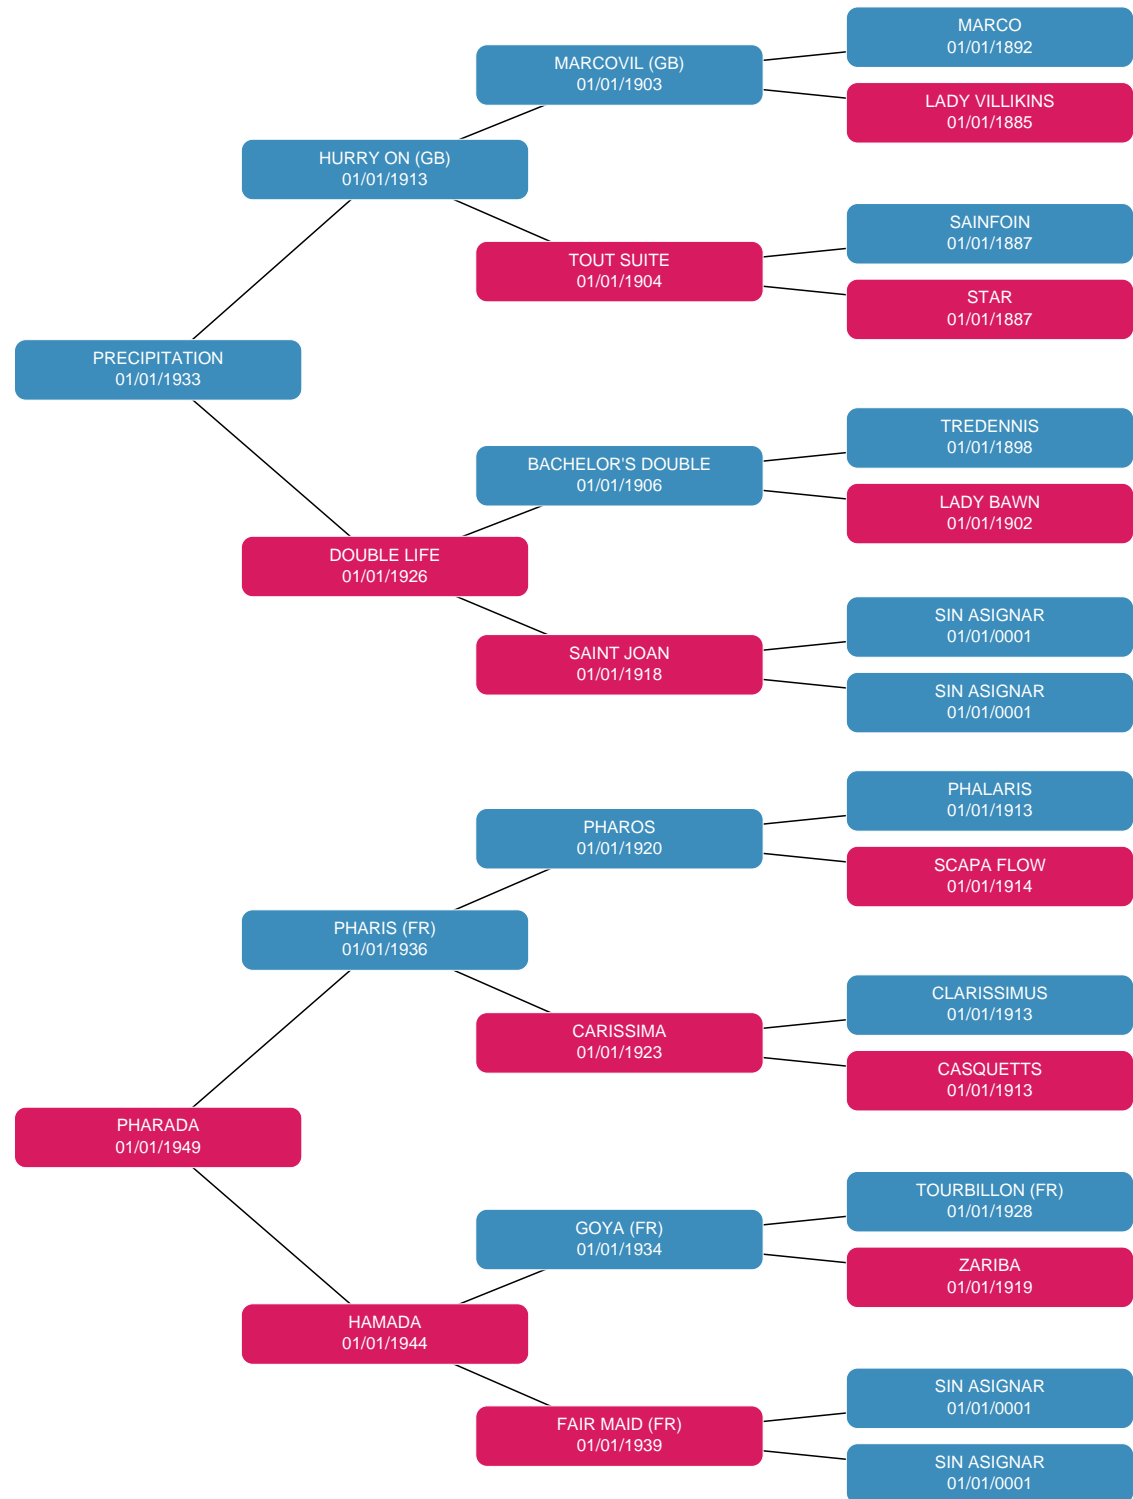 MARCO
01/01/1892
MARCOVIL (GB)
01/01/1903
LADY VILLIKINS
01/01/1885
HURRY ON (GB)
01/01/1913
SAINFOIN
01/01/1887
TOUT SUITE
01/01/1904
STAR
01/01/1887
PRECIPITATION
01/01/1933
TREDENNIS
01/01/1898
BACHELOR'S DOUBLE
01/01/1906
LADY BAWN
01/01/1902
DOUBLE LIFE
01/01/1926
SIN ASIGNAR
01/01/0001
SAINT JOAN
01/01/1918
SIN ASIGNAR
01/01/0001
PHALARIS
01/01/1913
PHAROS
01/01/1920
SCAPA FLOW
01/01/1914
PHARIS (FR)
01/01/1936
CLARISSIMUS
01/01/1913
CARISSIMA
01/01/1923
CASQUETTS
01/01/1913
PHARADA
01/01/1949
TOURBILLON (FR)
01/01/1928
GOYA (FR)
01/01/1934
ZARIBA
01/01/1919
HAMADA
01/01/1944
SIN ASIGNAR
01/01/0001
FAIR MAID (FR)
01/01/1939
SIN ASIGNAR
01/01/0001